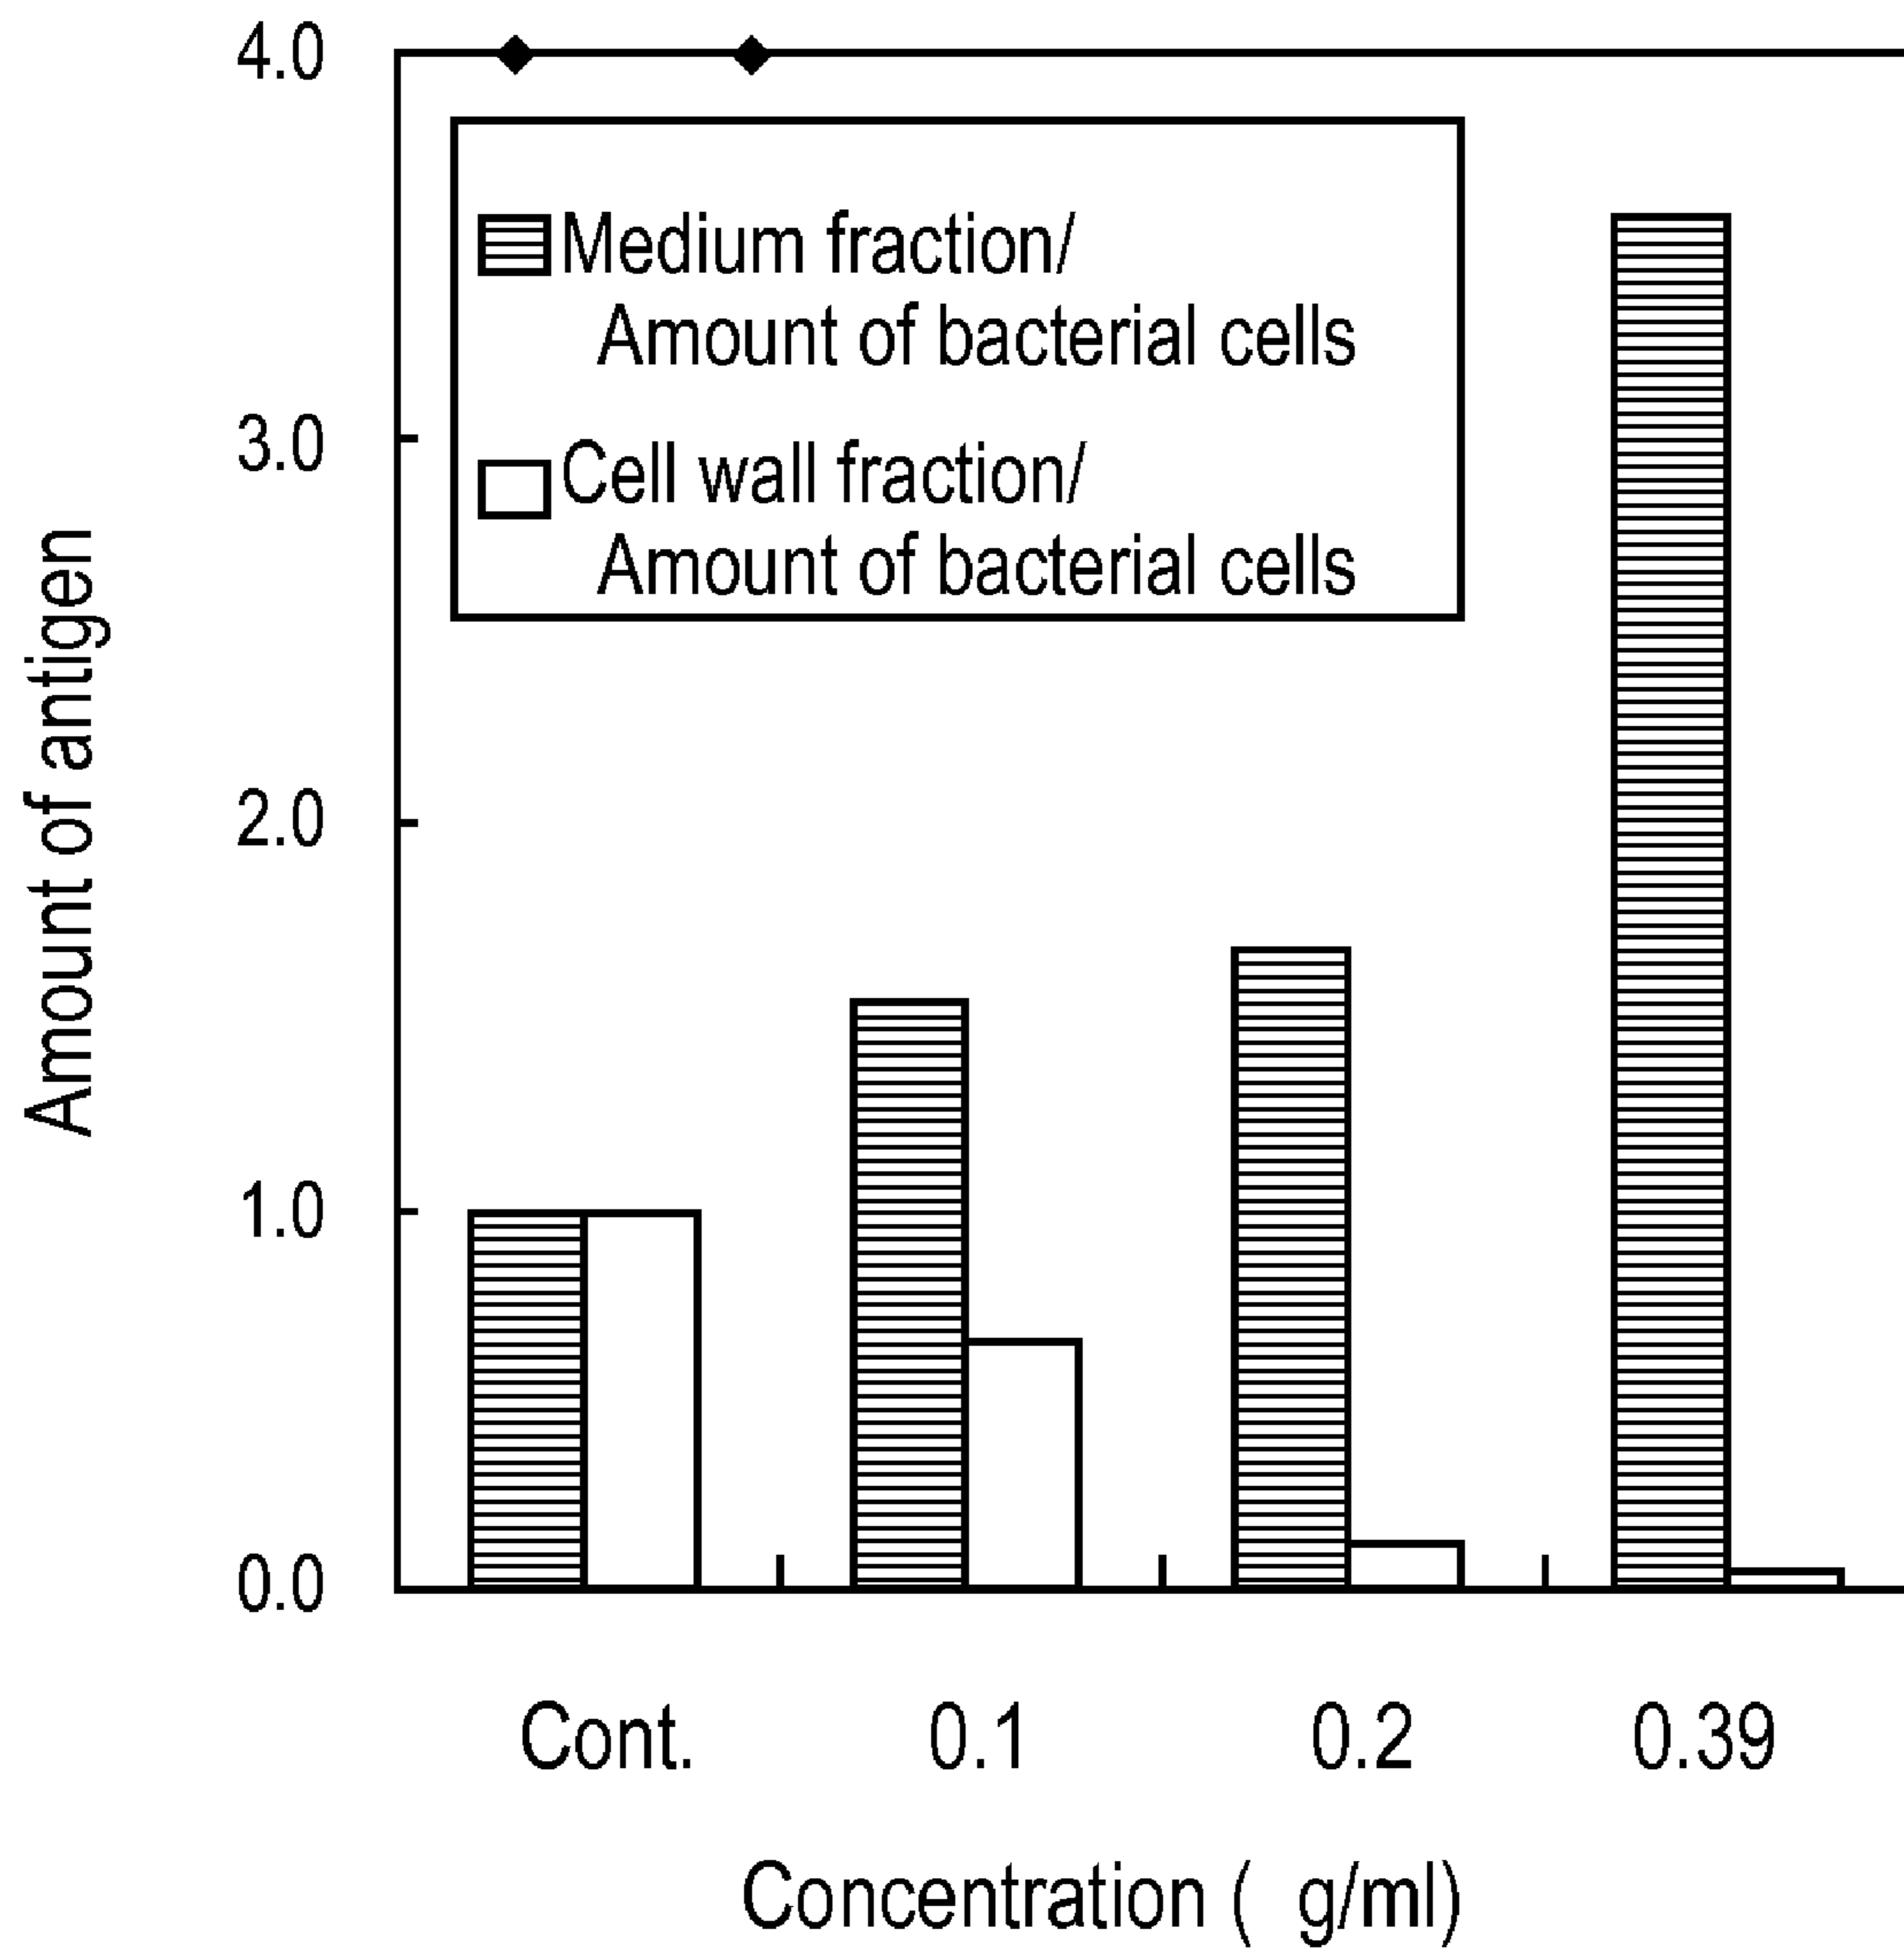 4.0
3.0
2.0
1.0
0.0
Amount of antigen
Medium fraction/
Amount of bacterial cells
Cell wall fraction/
Amount of bacterial cells
Cont. 0.1 0.2 0.39
Concentration ( g/ml)